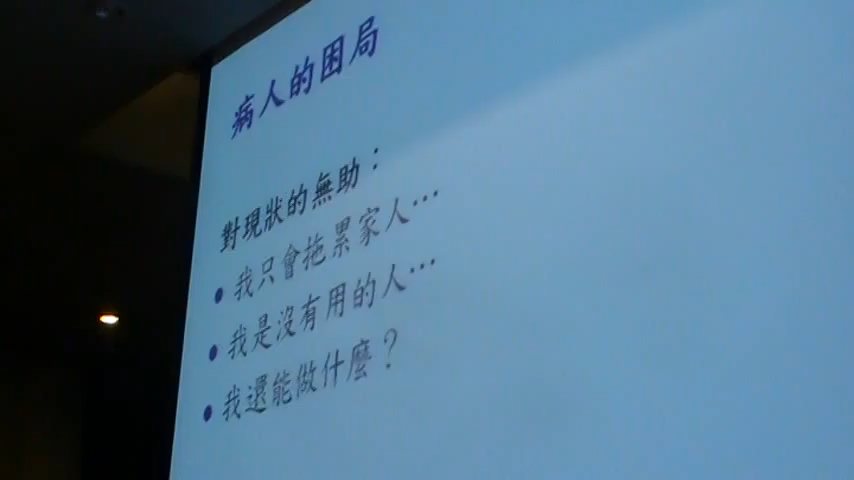 病人的困局
對現狀的無助：
• 我只會拖累家人…
• 我是沒有用的人…
• 我還能做什麼？